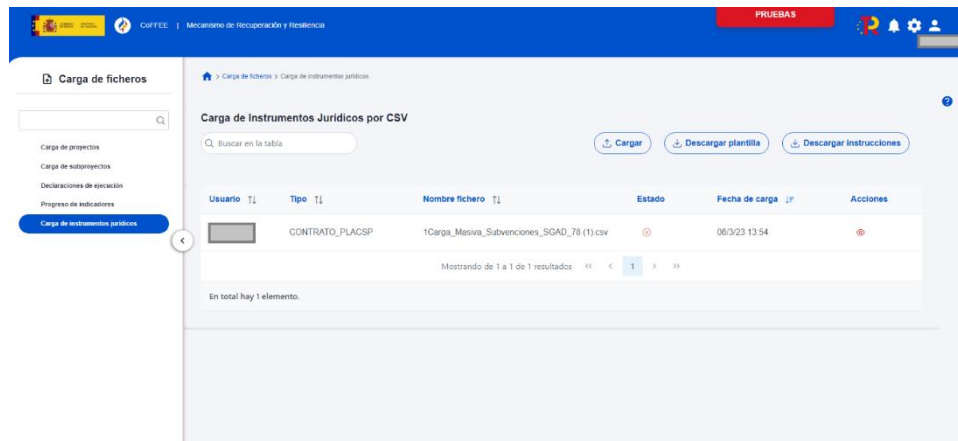 CoFFEE | Mecanismo de Recuperación y Resiliencia
PRUEBAS
Carga de ficheros
> Carga de ficheros > Carga de instrumentos jurídicos
Carga de Instrumentos Jurídicos por CSV
Buscar en la tabla
Cargar
Descargar plantilla
Descargar instrucciones
Carga de proyectos
Carga de subproyectos
Declaraciones de ejecución
Progreso de indicadores
Carga de instrumentos jurídicos
Usuario Tipo Nombre fichero Estado Fecha de carga Acciones
CONTRATO_PLACSP 1Carga_Masiva_Subvenciones_SGAD_78 (1).csv 08/3/23 13:54
Mostrando de 1 a 1 de 1 resultados << < 1 > >>
En total hay 1 elemento.